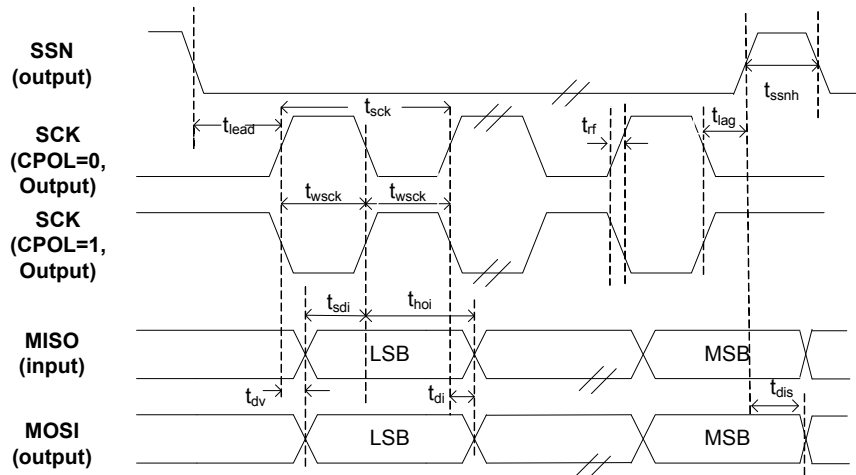 SSN
(output)
t_ssnh
t_sck
t_lead
t_rf
t_lag
SCK
(CPOL=0,
Output)
t_wsck t_wsck
SCK
(CPOL=1,
Output)
t_sdi t_hoi
MISO
(input)
LSB MSB
t_dv t_di t_dis
MOSI
(output)
LSB MSB